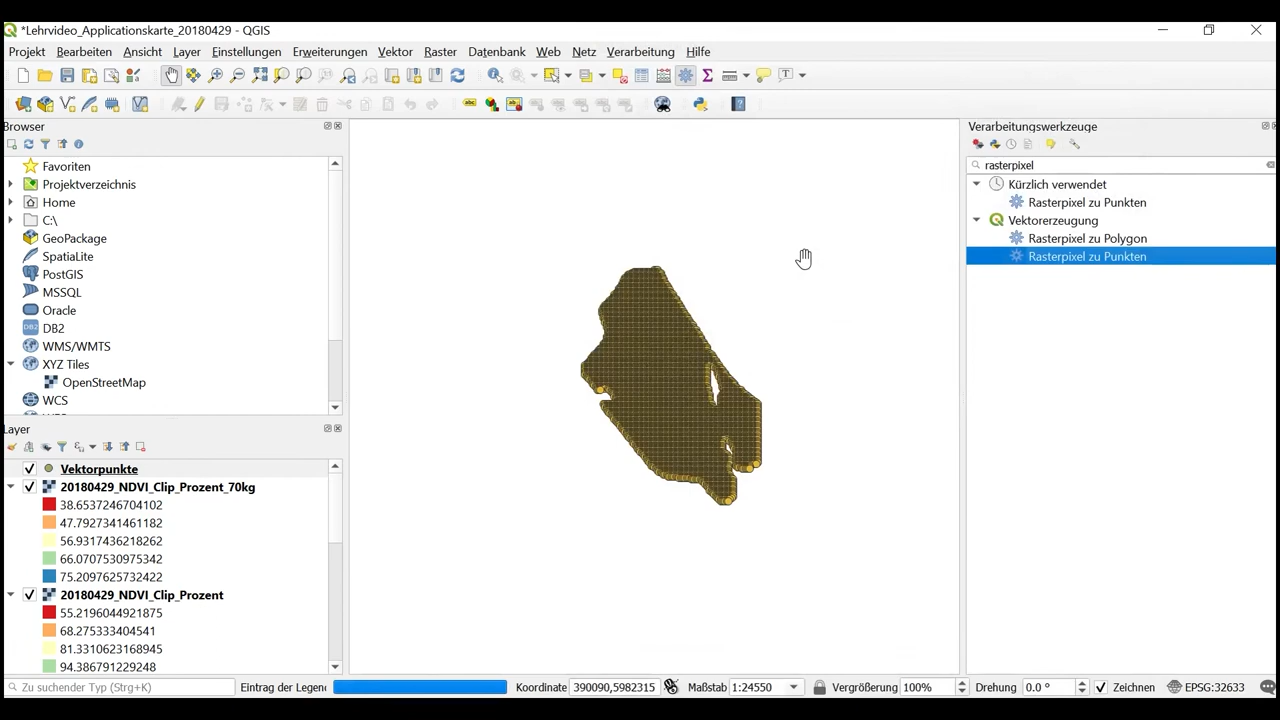 *Lehrvideo_Applicationskarte_20180429 - QGIS
Projekt Bearbeiten Ansicht Layer Einstellungen Erweiterungen Vektor Raster Datenbank Web Netz Verarbeitung Hilfe
abc
Browser
Favoriten
Projektverzeichnis
Home
C:\
GeoPackage
SpatiaLite
PostGIS
MSSQL
Oracle
DB2
WMS/WMTS
XYZ Tiles
OpenStreetMap
WCS
Layer
Vektorpunkte
20180429_NDVI_Clip_Prozent_70kg
38.6537246704102
47.7927341461182
56.9317436218262
66.0707530975342
75.2097625732422
20180429_NDVI_Clip_Prozent
55.2196044921875
68.275333404541
81.3310623168945
94.386791229248
Verarbeitungswerkzeuge
rasterpixel
Kürzlich verwendet
Rasterpixel zu Punkten
Vektorerzeugung
Rasterpixel zu Polygon
Rasterpixel zu Punkten
Zu suchender Typ (Strg+K) Eintrag der Legen Koordinate 390090,5982315 Maßstab 1:24550 Vergrößerung 100% Drehung 0.0 ° Zeichnen EPSG:32633